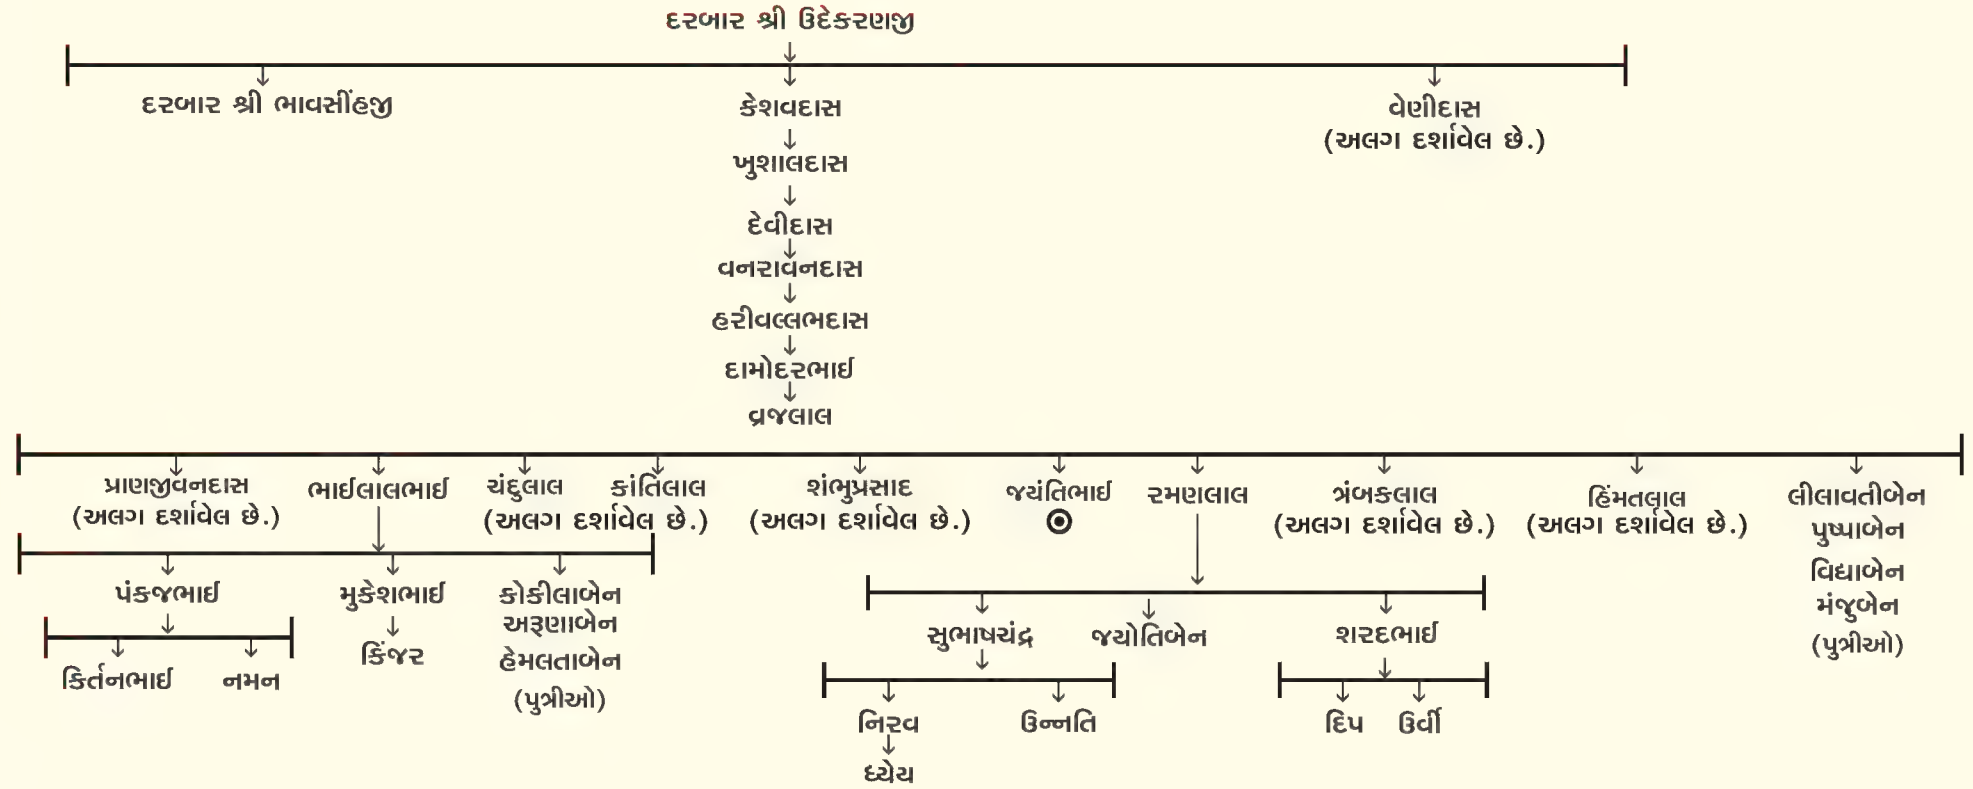 દરબાર શ્રી ઉદેકરણજી
દરબાર શ્રી ભાવસીંહજી
કેશવદાસ
વેણીદાસ
(અલગ દર્શાવેલ છે.)
ખુશાલદાસ
દેવીદાસ
વનરાવનદાસ
હરીવલ્લભદાસ
દામોદરભાઈ
વ્રજલાલ
પ્રાણજીવનદાસ
(અલગ દર્શાવેલ છે.)
ભાઈલાલભાઈ
ચંદુલાલ કાંતિલાલ
(અલગ દર્શાવેલ છે.)
શંભુપ્રસાદ
(અલગ દર્શાવેલ છે.)
જયંતિભાઈ
રમણલાલ
ત્રંબકલાલ
(અલગ દર્શાવેલ છે.)
હિંમતલાલ
(અલગ દર્શાવેલ છે.)
લીલાવતીબેન
પુષ્પાબેન
વિદ્યાબેન
મંજુબેન
(પુત્રીઓ)
પંકજભાઈ
મુકેશભાઈ
કોકીલાબેન
અરૂણાબેન
હેમલતાબેન
(પુત્રીઓ)
કિર્તનભાઈ
નમન
કિંજર
સુભાષચંદ્ર
જયોતિબેન
શરદભાઈ
નિરવ
ઉન્નતિ
દિપ
ઉર્વી
ધ્યેય